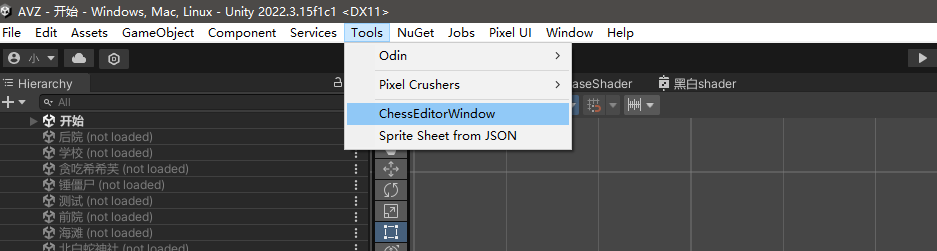 AVZ - 开始 - Windows, Mac, Linux - Unity 2022.3.15f1c1 <DX11>
File Edit Assets GameObject Component Services Tools NuGet Jobs Pixel UI Window Help
小
Odin
Pixel Crushers
ChessEditorWindow
Sprite Sheet from JSON
Hierarchy
aseShader
黑白shader
All
开始
后院 (not loaded)
学校 (not loaded)
贪吃希希芙 (not loaded)
锤僵尸 (not loaded)
测试 (not loaded)
前院 (not loaded)
海滩 (not loaded)
北白蛇神社 (not loaded)